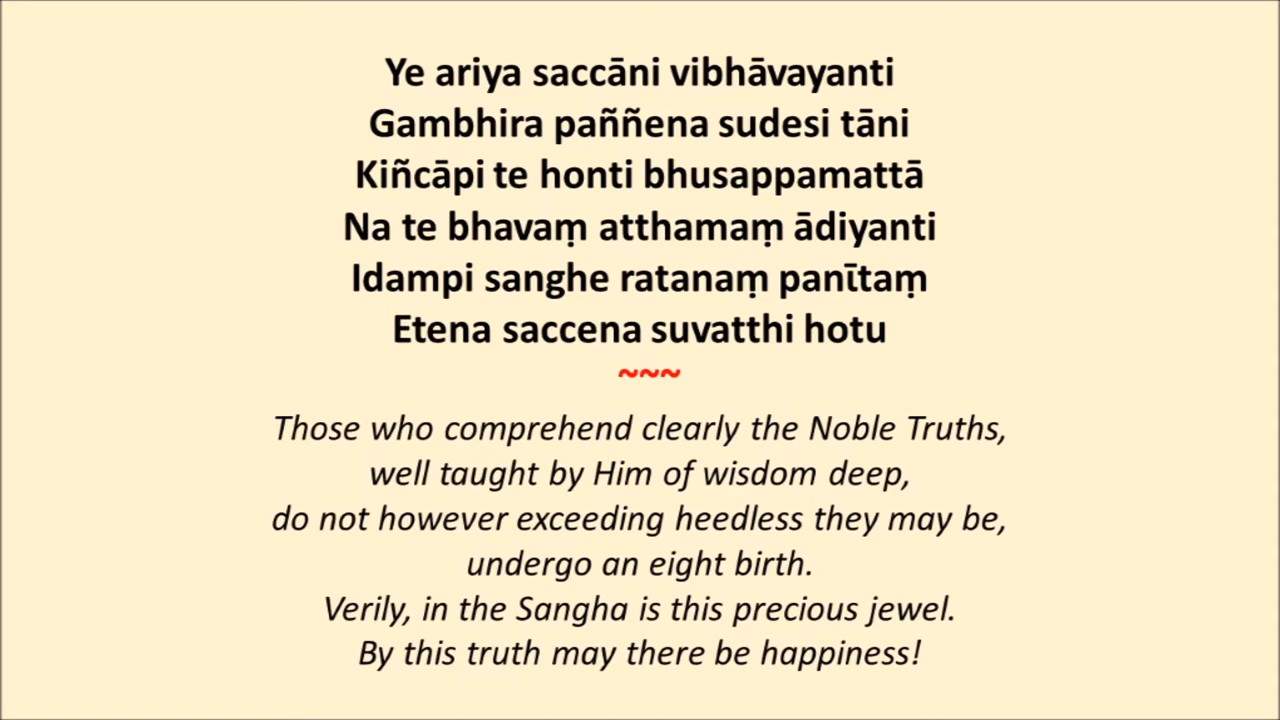 Ye ariya saccāni vibhāvayanti
Gambhira paññena sudesi tāni
Kiñcāpi te honti bhusappamattā
Na te bhavaṃ atthamaṃ ādiyanti
Idampi sanghe ratanaṃ panītaṃ
Etena saccena suvatthi hotu
~~~
Those who comprehend clearly the Noble Truths,
well taught by Him of wisdom deep,
do not however exceeding heedless they may be,
undergo an eight birth.
Verily, in the Sangha is this precious jewel.
By this truth may there be happiness!